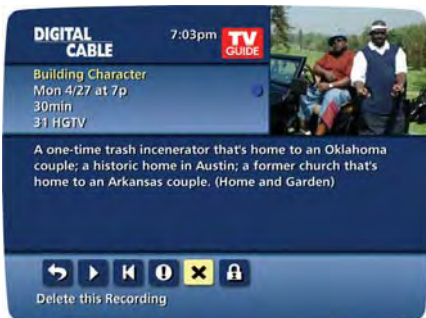 DIGITAL
CABLE
7:03pm
TV
GUIDE
Building Character
Mon 4/27 at 7p
30min
31 HGTV
A one-time trash incenerator that's home to an Oklahoma
couple; a historic home in Austin; a former church that's
home to an Arkansas couple. (Home and Garden)
Delete this Recording